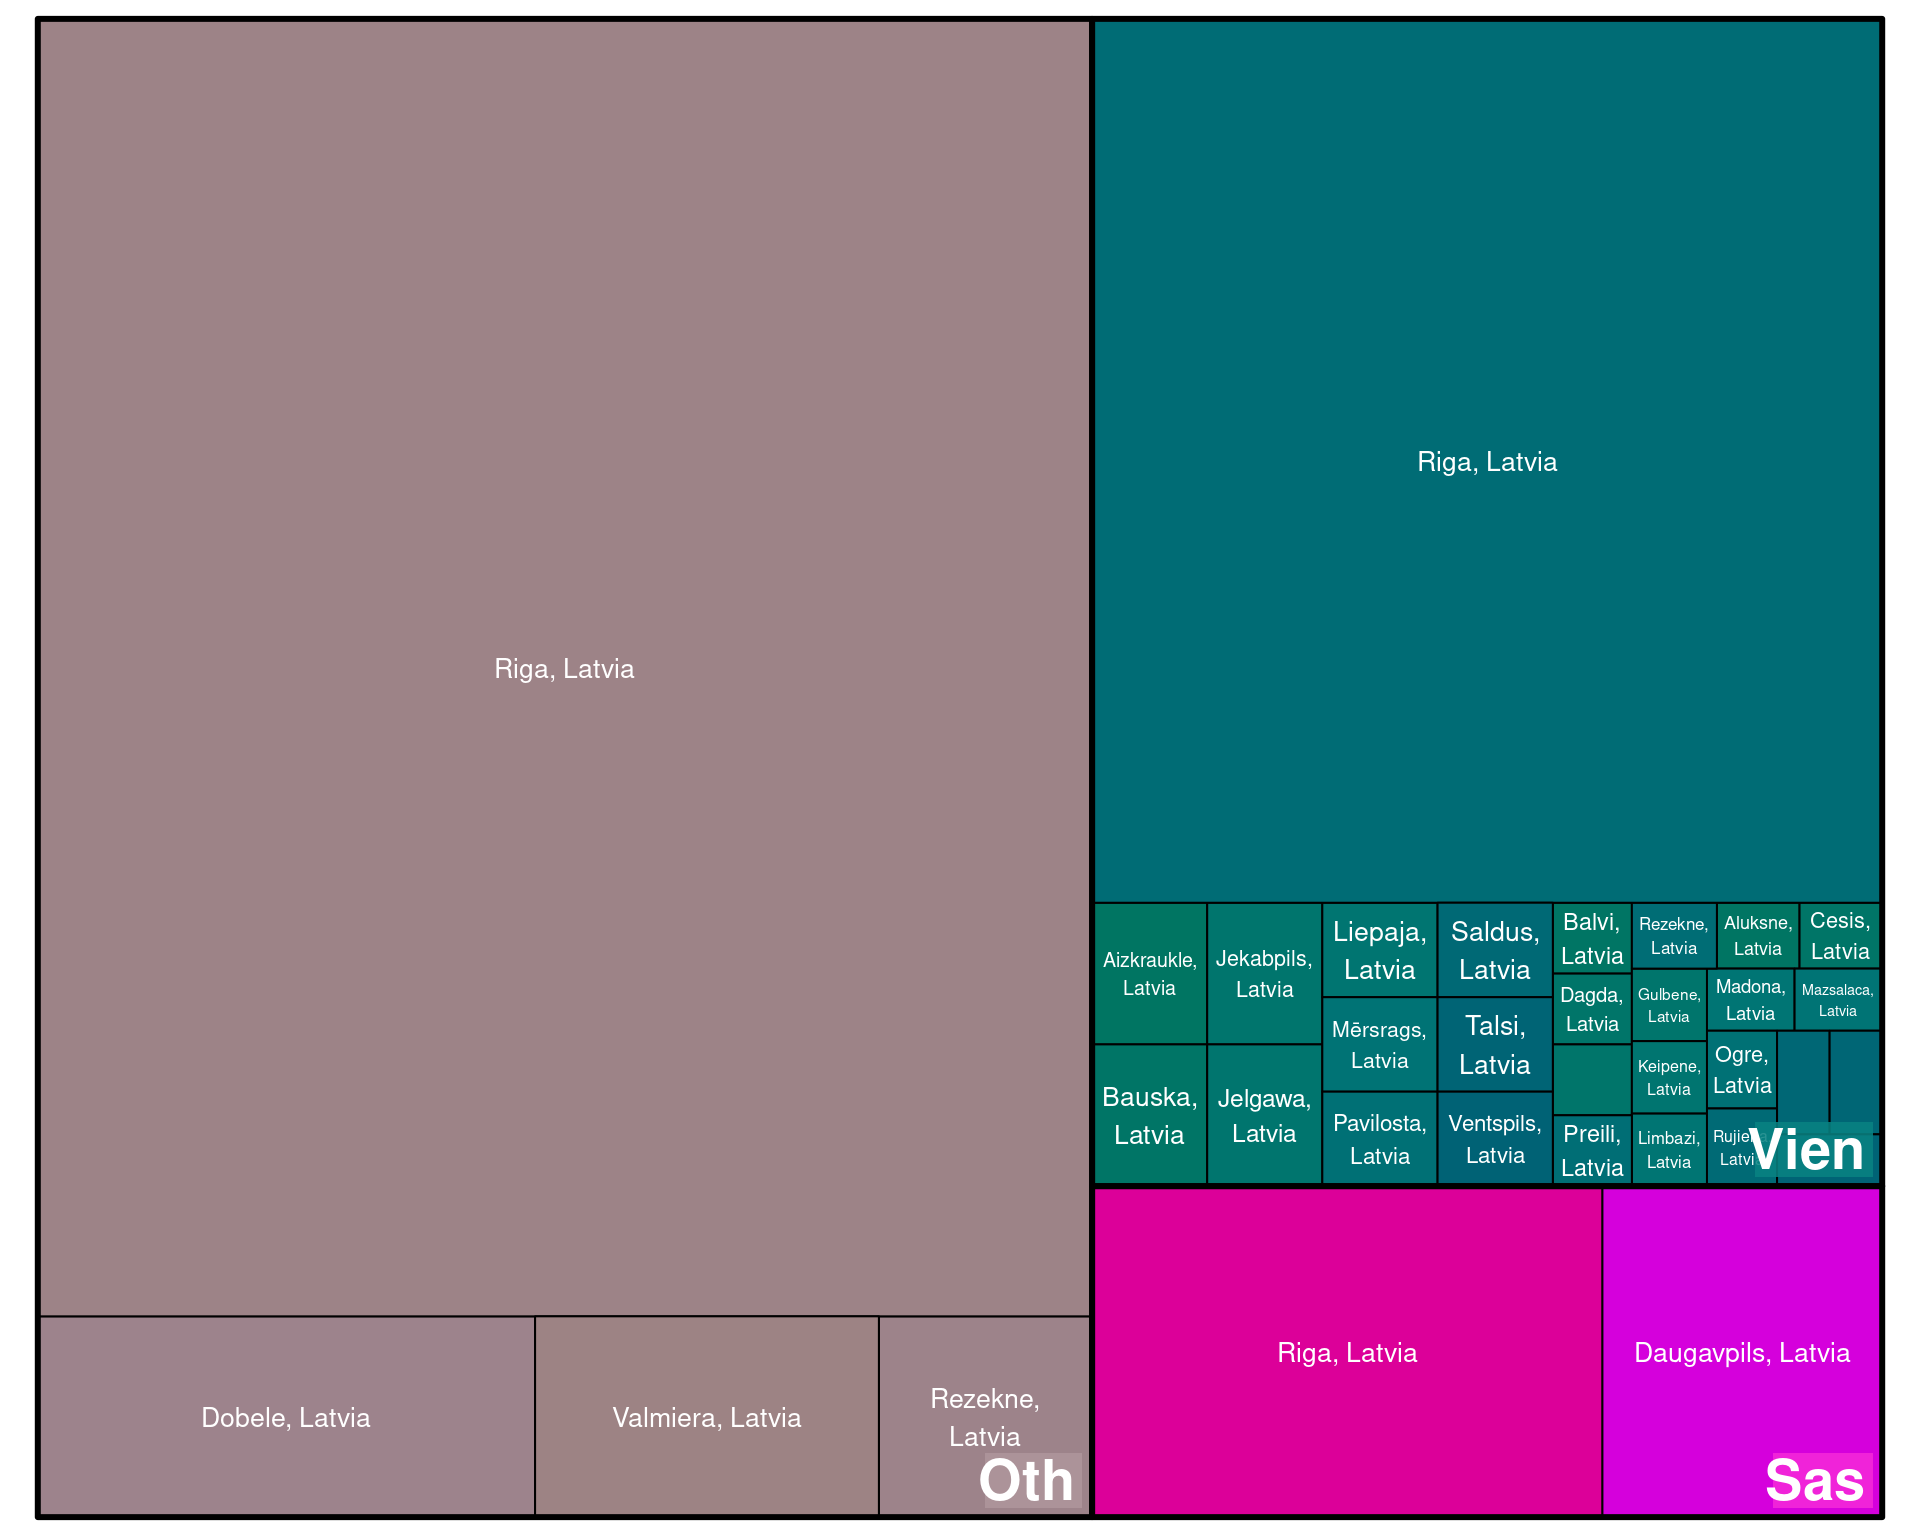 Riga, Latvia
Dobele, Latvia
Valmiera, Latvia
Rezekne,
Latvia
Oth
Riga, Latvia
Aizkraukle,
Latvia
Bauska,
Latvia
Jekabpils,
Latvia
Jelgawa,
Latvia
Liepaja,
Latvia
Mērsrags,
Latvia
Pavilosta,
Latvia
Saldus,
Latvia
Talsi,
Latvia
Ventspils,
Latvia
Balvi,
Latvia
Dagda,
Latvia
Preili,
Latvia
Rezekne,
Latvia
Aluksne,
Latvia
Cesis,
Latvia
Gulbene,
Latvia
Keipene,
Latvia
Limbazi,
Latvia
Madona,
Latvia
Mazsalaca,
Latvia
Ogre,
Latvia
Vien
Riga, Latvia
Daugavpils, Latvia
Sas